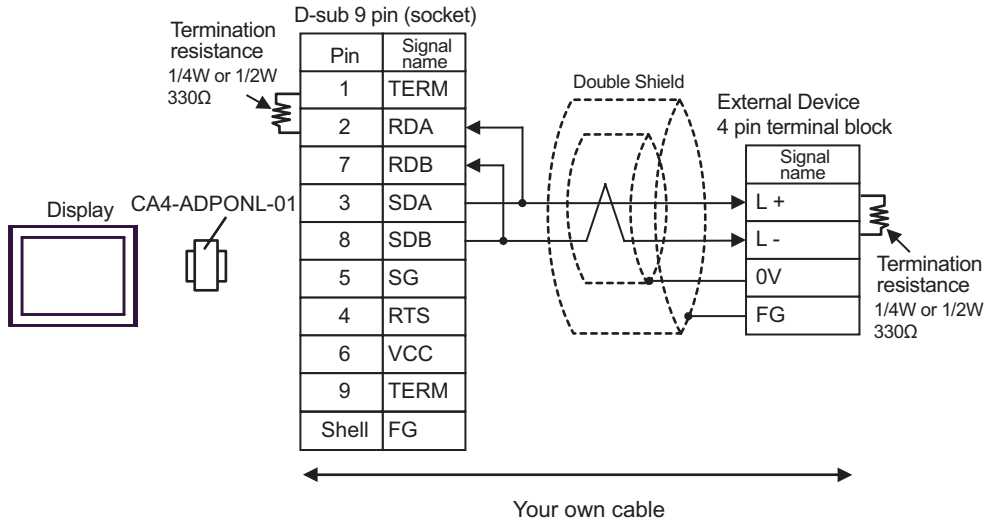 D-sub 9 pin (socket)
Termination
resistance
1/4W or 1/2W
330Ω
Pin
Signal
name
1 TERM
2 RDA
7 RDB
3 SDA
8 SDB
5 SG
4 RTS
6 VCC
9 TERM
Shell FG
Display
CA4-ADPONL-01
Double Shield
External Device
4 pin terminal block
Signal
name
L +
L -
0V
FG
Termination
resistance
1/4W or 1/2W
330Ω
Your own cable